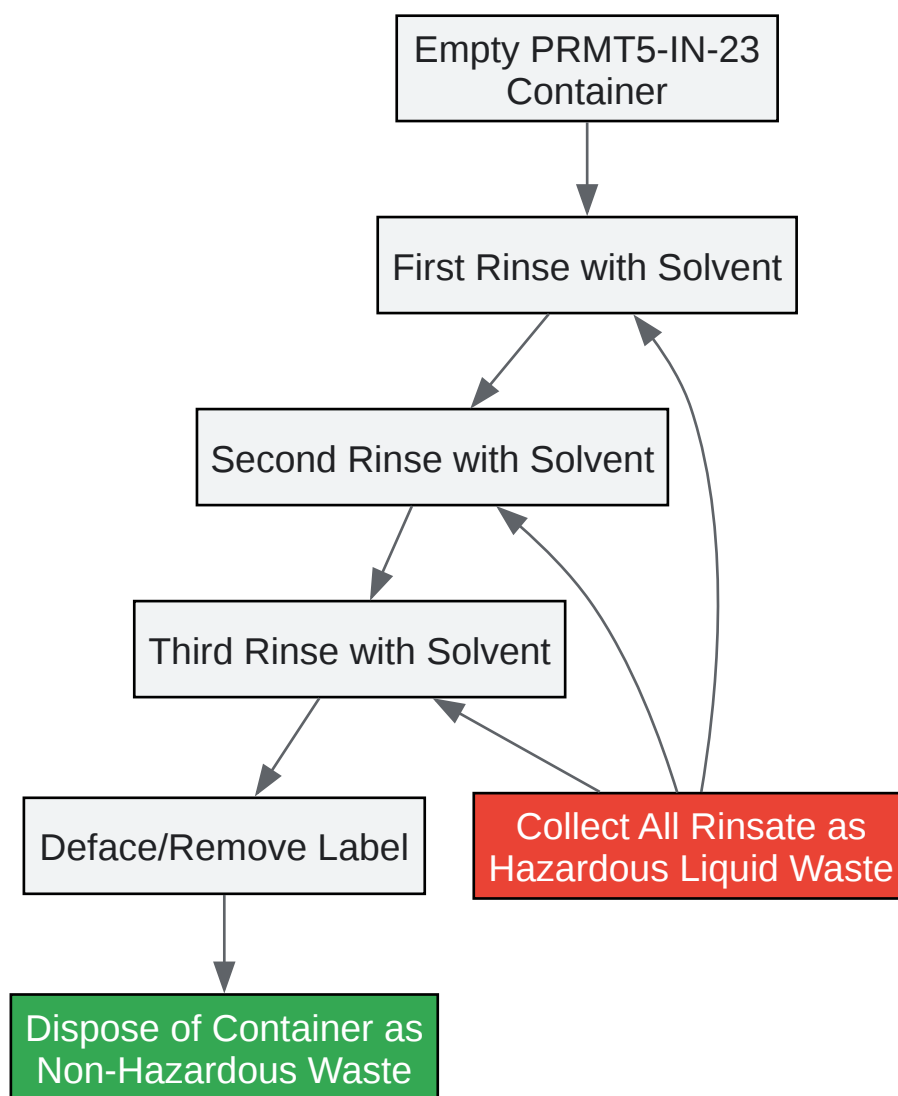 Empty PRMT5-IN-23
Container
First Rinse with Solvent
Second Rinse with Solvent
Third Rinse with Solvent
Deface/Remove Label
Collect All Rinsate as
Hazardous Liquid Waste
Dispose of Container as
Non-Hazardous Waste